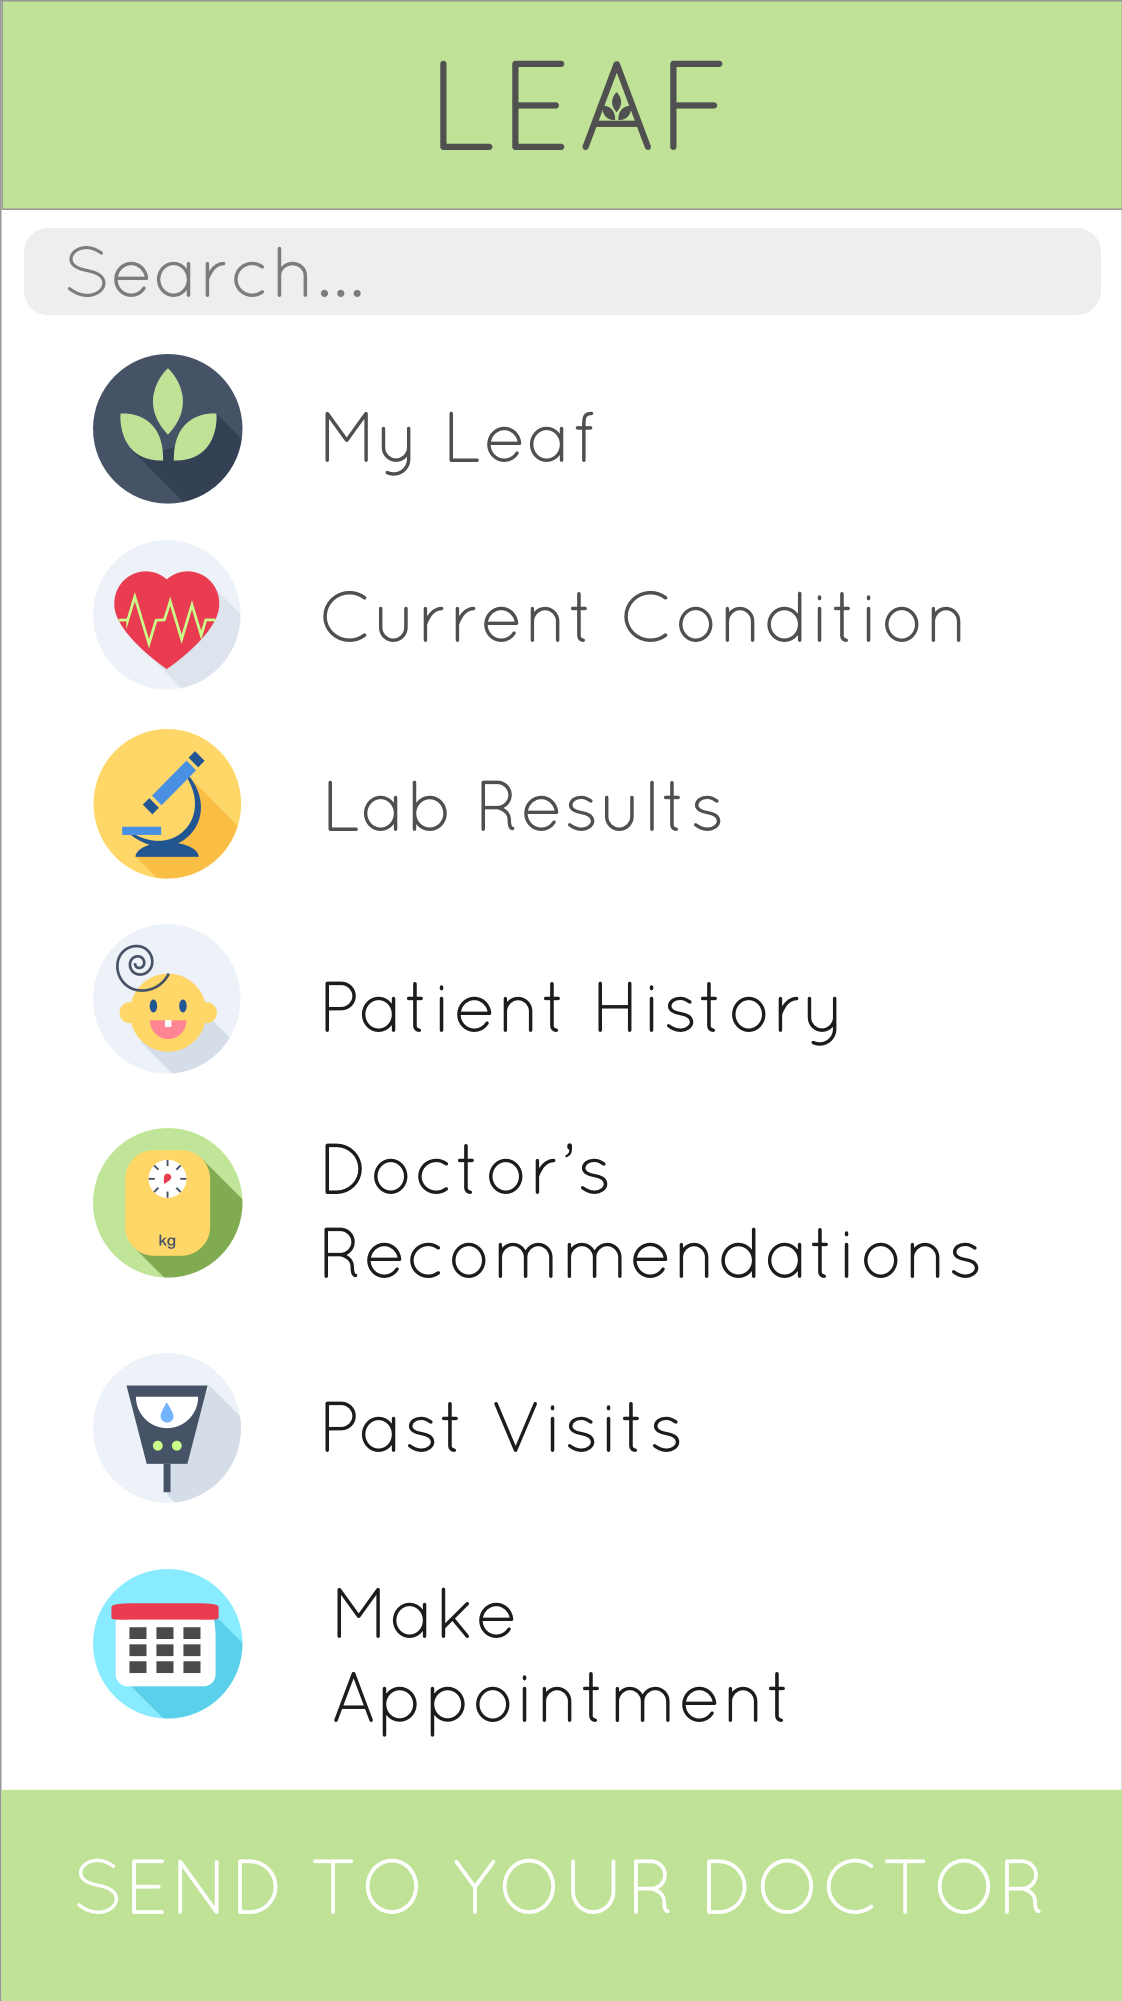 LEAF
Search...
My Leaf
Current Condition
Lab Results
Patient History
Doctor’s
Recommendations
kg
Past Visits
Make
Appointment
SEND TO YOUR DOCTOR